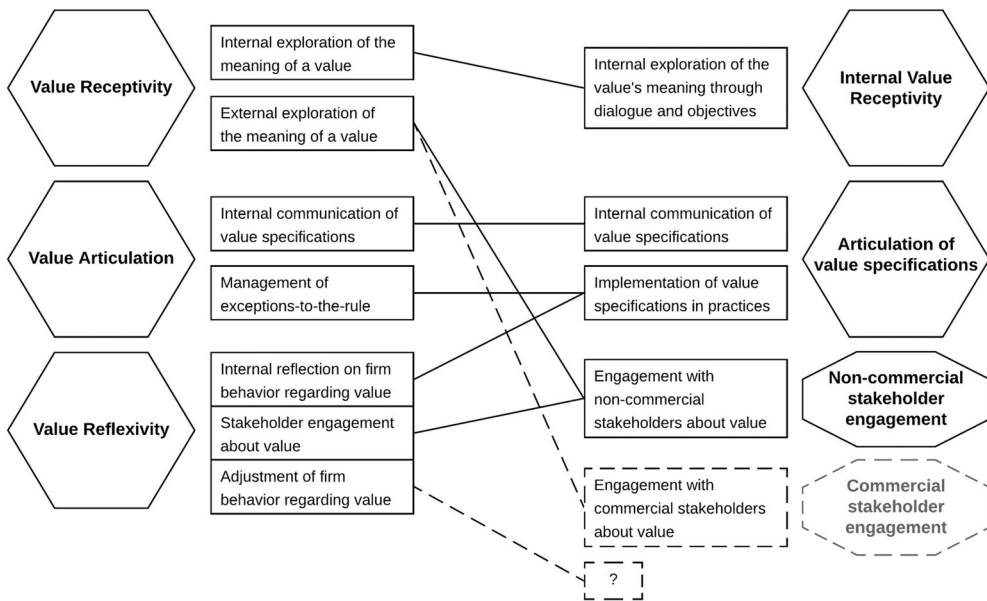 Value Receptivity
Internal exploration of the
meaning of a value
External exploration of
the meaning of a value
Internal exploration of the
value's meaning through
dialogue and objectives
Internal Value
Receptivity
Value Articulation
Internal communication of
value specifications
Management of
exceptions-to-the-rule
Internal communication of
value specifications
Implementation of value
specifications in practices
Articulation of
value specifications
Value Reflexivity
Internal reflection on firm
behavior regarding value
Stakeholder engagement
about value
Adjustment of firm
behavior regarding value
Engagement with
non-commercial
stakeholders about value
Non-commercial
stakeholder
engagement
Engagement with
commercial stakeholders
about value
Commercial
stakeholder
engagement
?